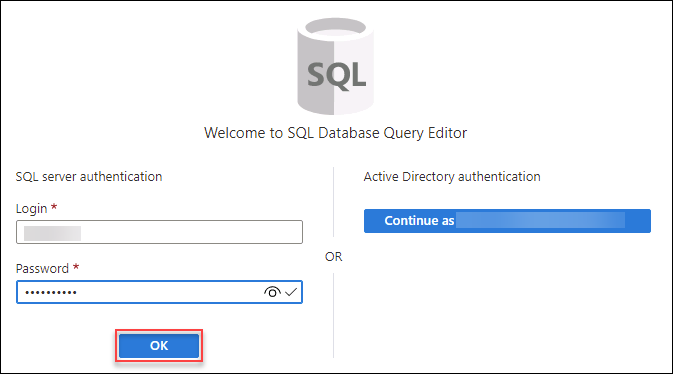 SQL
Welcome to SQL Database Query Editor
SQL server authentication
Login *
Password *
••••••••••
OK
OR
Active Directory authentication
Continue as